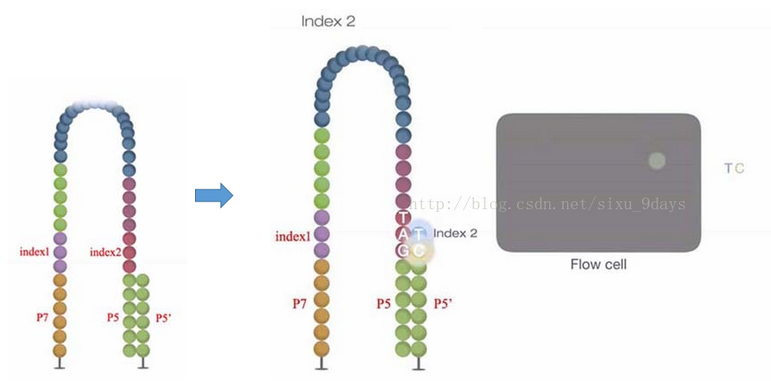 Index 2
index1
index2
P7
P5
P5'
index1
T
A
G
T
C
Index 2
P7
P5
P5'
http://blog.csdn.net/sixu_9days
T C
Flow cell